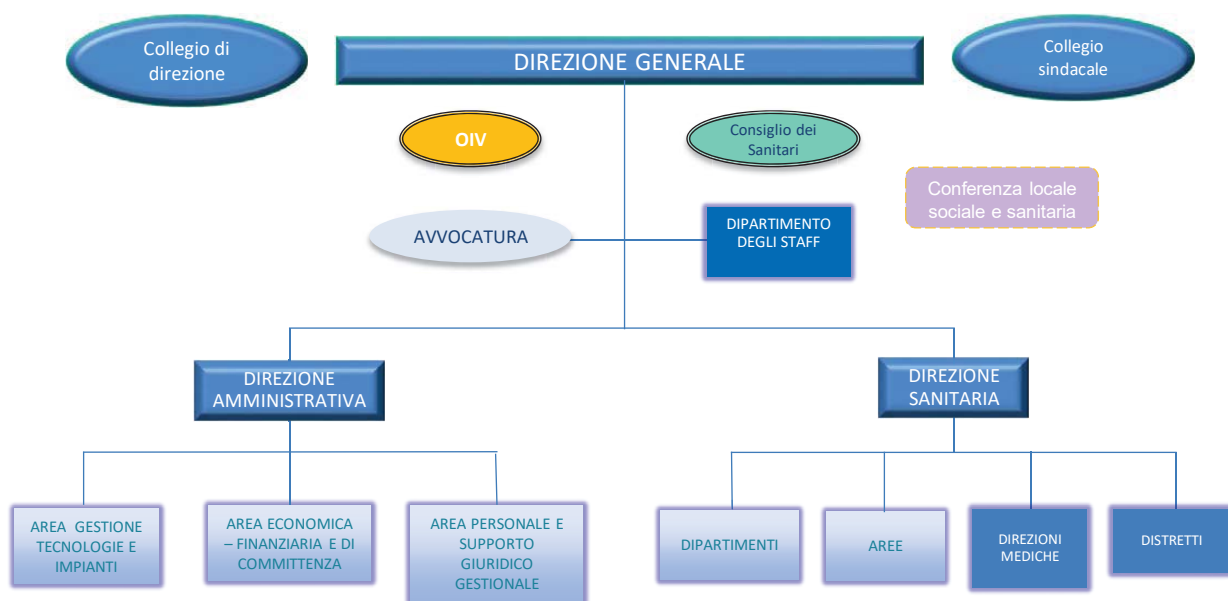 Collegio di
direzione
DIREZIONE GENERALE
Collegio
sindacale
OIV
Consiglio dei
Sanitari
Conferenza locale
sociale e sanitaria
AVVOCATURA
DIPARTIMENTO
DEGLI STAFF
DIREZIONE
AMMINISTRATIVA
DIREZIONE
SANITARIA
AREA GESTIONE
TECNOLOGIE E
IMPIANTI
AREA ECONOMICA
– FINANZIARIA E DI
COMMITTENZA
AREA PERSONALE E
SUPPORTO
GIURIDICO
GESTIONALE
DIPARTIMENTI
AREE
DIREZIONI
MEDICHE
DISTRETTI